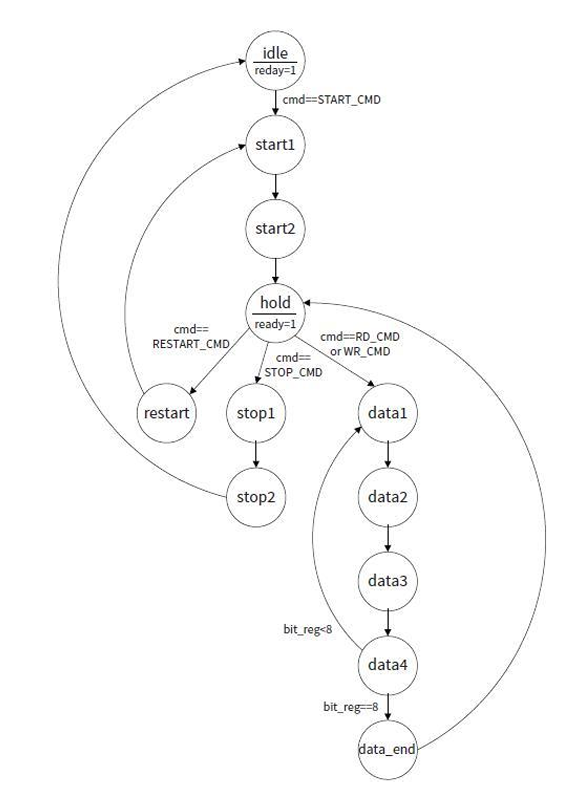 idle
reday=1
cmd==START_CMD
start1
start2
hold
ready=1
cmd==
RESTART_CMD
cmd==
STOP_CMD
cmd==RD_CMD
or WR_CMD
restart
stop1
data1
stop2
data2
data3
bit_reg<8
data4
bit_reg==8
data_end